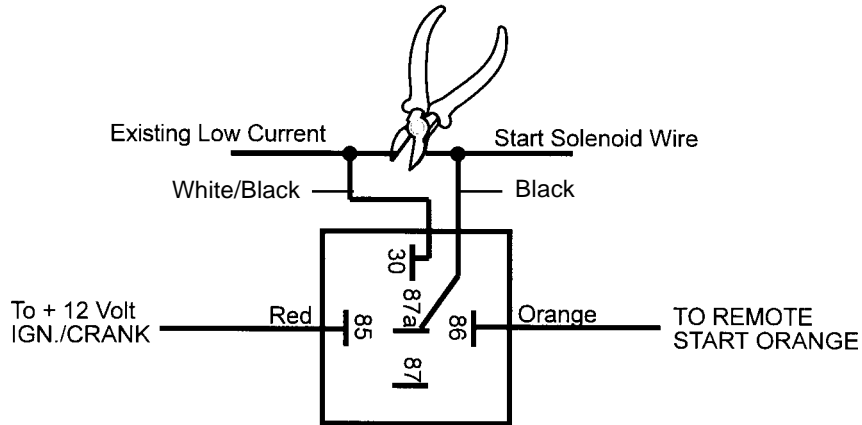 Existing Low Current
Start Solenoid Wire
White/Black
Black
30
87a
To + 12 Volt
IGN./CRANK
Red
85
86
Orange
TO REMOTE
START ORANGE
87